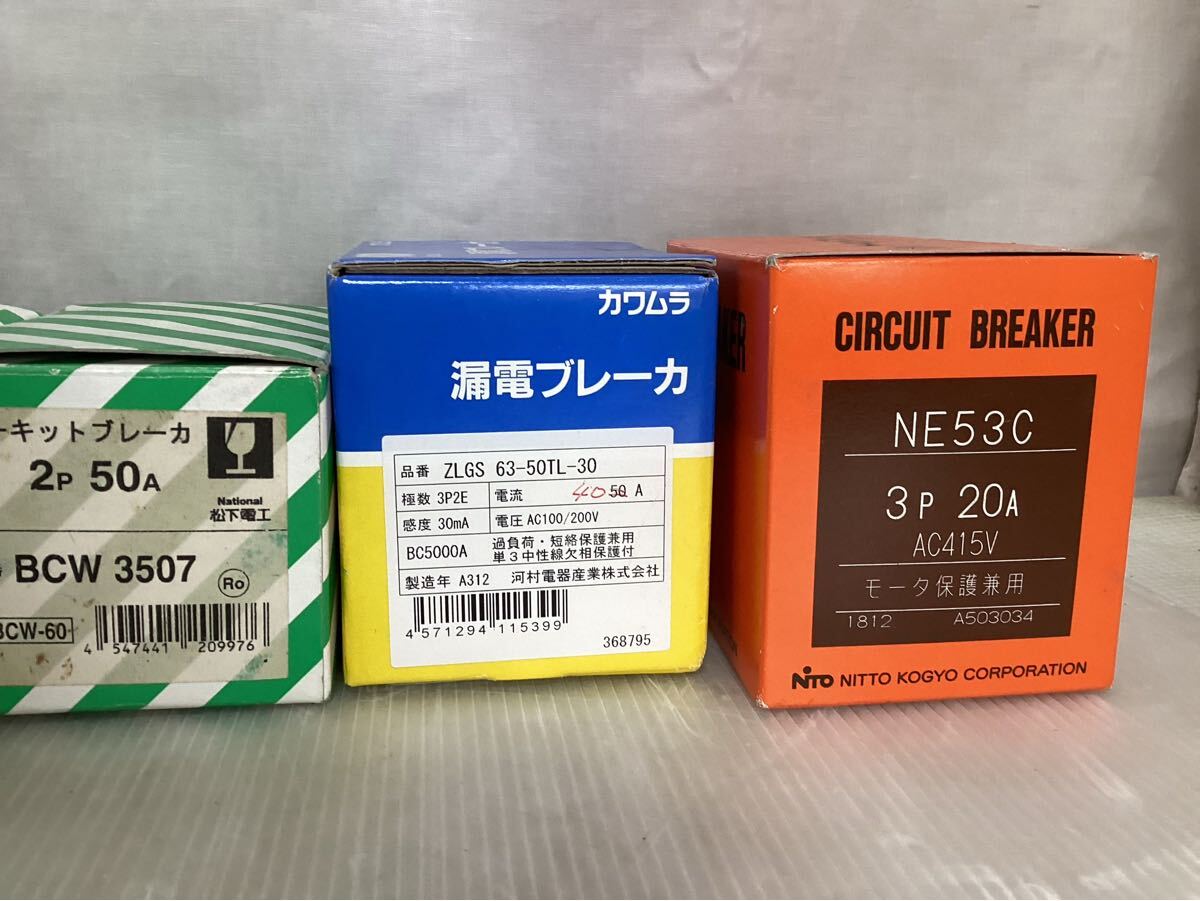 ーキットブレーカ
2P 50A
National
松下電工
BCW 3507
Ro
BCW-60
4 547441 209976
カワムラ
漏電ブレーカ
品番 ZLGS 63-50TL-30
極数 3P2E 電流 40 50 A
感度 30mA 電圧 AC100/200V
BC5000A 過負荷・短絡保護兼用
単3中性線欠相保護付
製造年 A312 河村電器産業株式会社
4 571294 115399
368795
CIRCUIT BREAKER
NE53C
3P 20A
AC415V
モータ保護兼用
1812 A503034
NITO NITTO KOGYO CORPORATION